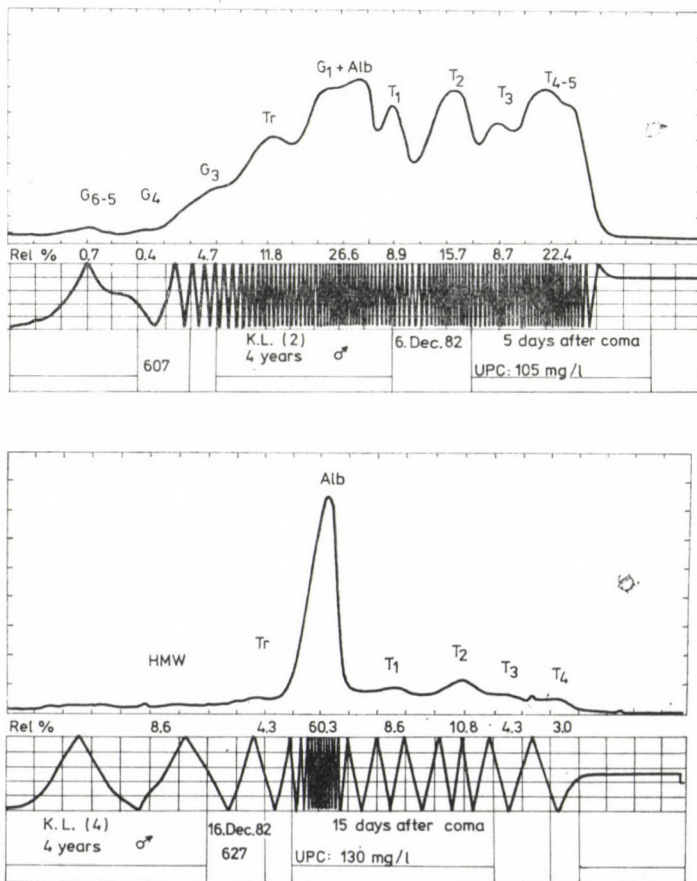 G1 + Alb
T1
T2
T3
T4-5
Tr
G3
G6-5
G4
Rel % 0.7 0.4 4.7 11.8 26.6 8.9 15.7 8.7 22.4
607
K.L. (2)
4 years ♂
6. Dec. 82
5 days after coma
UPC: 105 mg/l
Alb
HMW
Tr
T1
T2
T3
T4
Rel % 8.6 4.3 60.3 8.6 10.8 4.3 3.0
K.L. (4)
4 years ♂
16. Dec. 82
627
15 days after coma
UPC: 130 mg/l